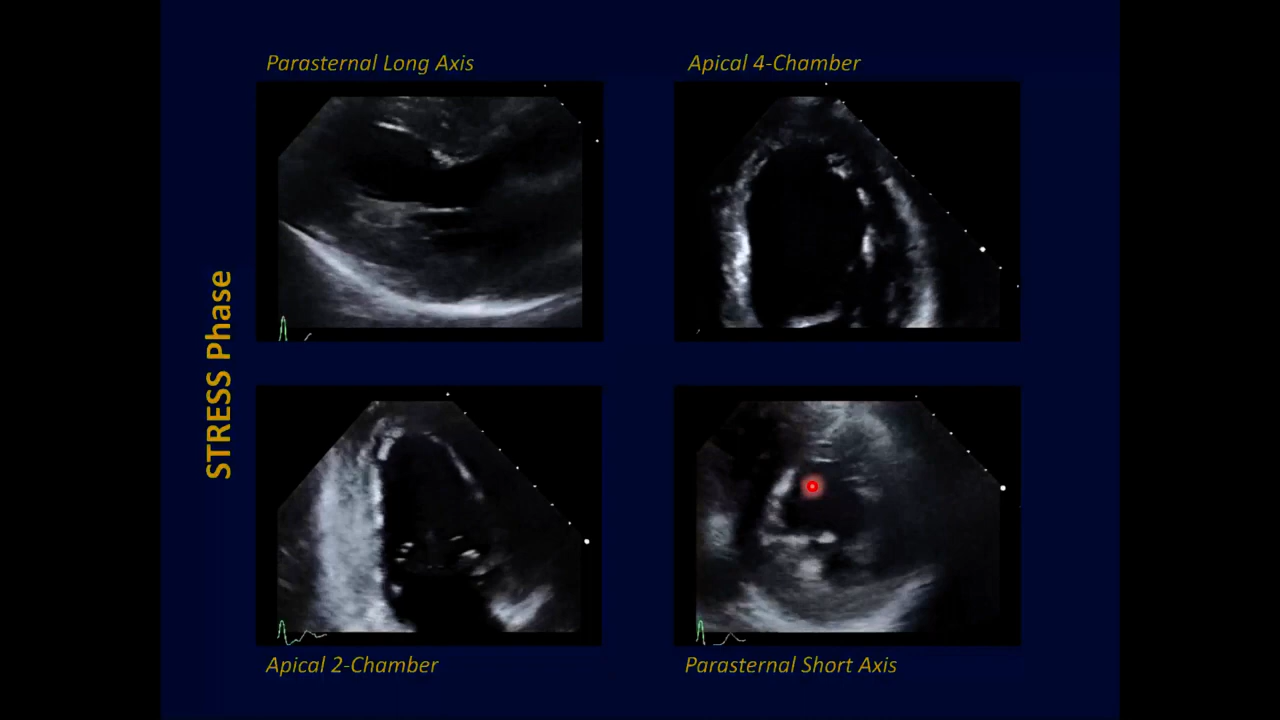 Parasternal Long Axis
Apical 4-Chamber
STRESS Phase
Apical 2-Chamber
Parasternal Short Axis